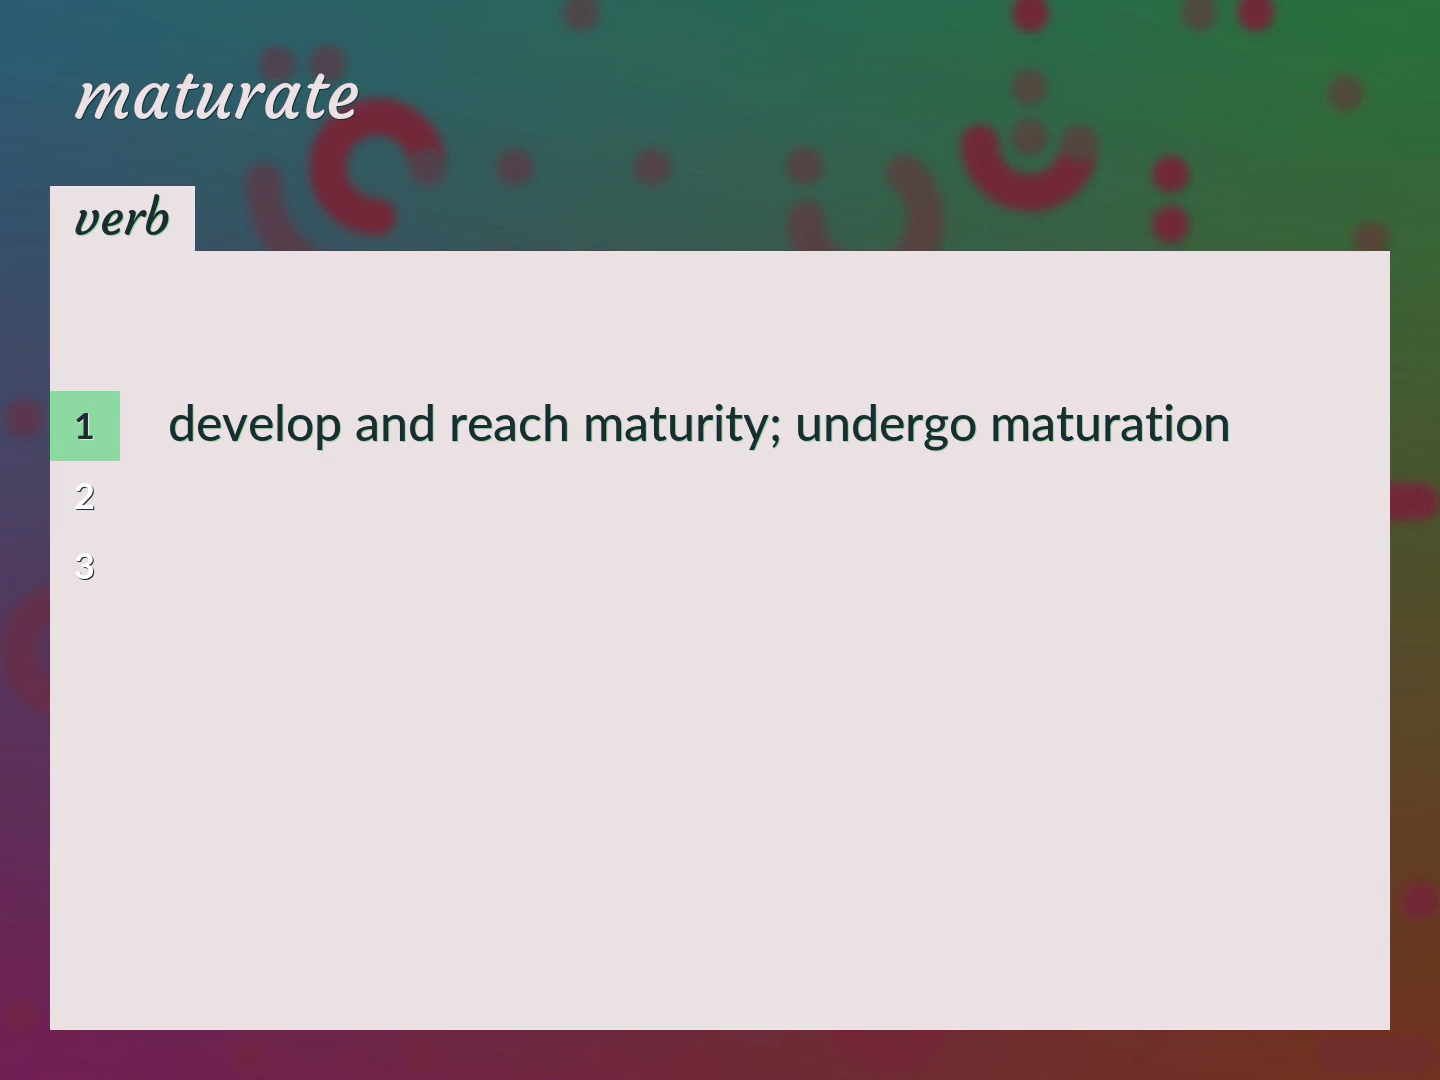 maturate
verb
1 develop and reach maturity; undergo maturation
2
3